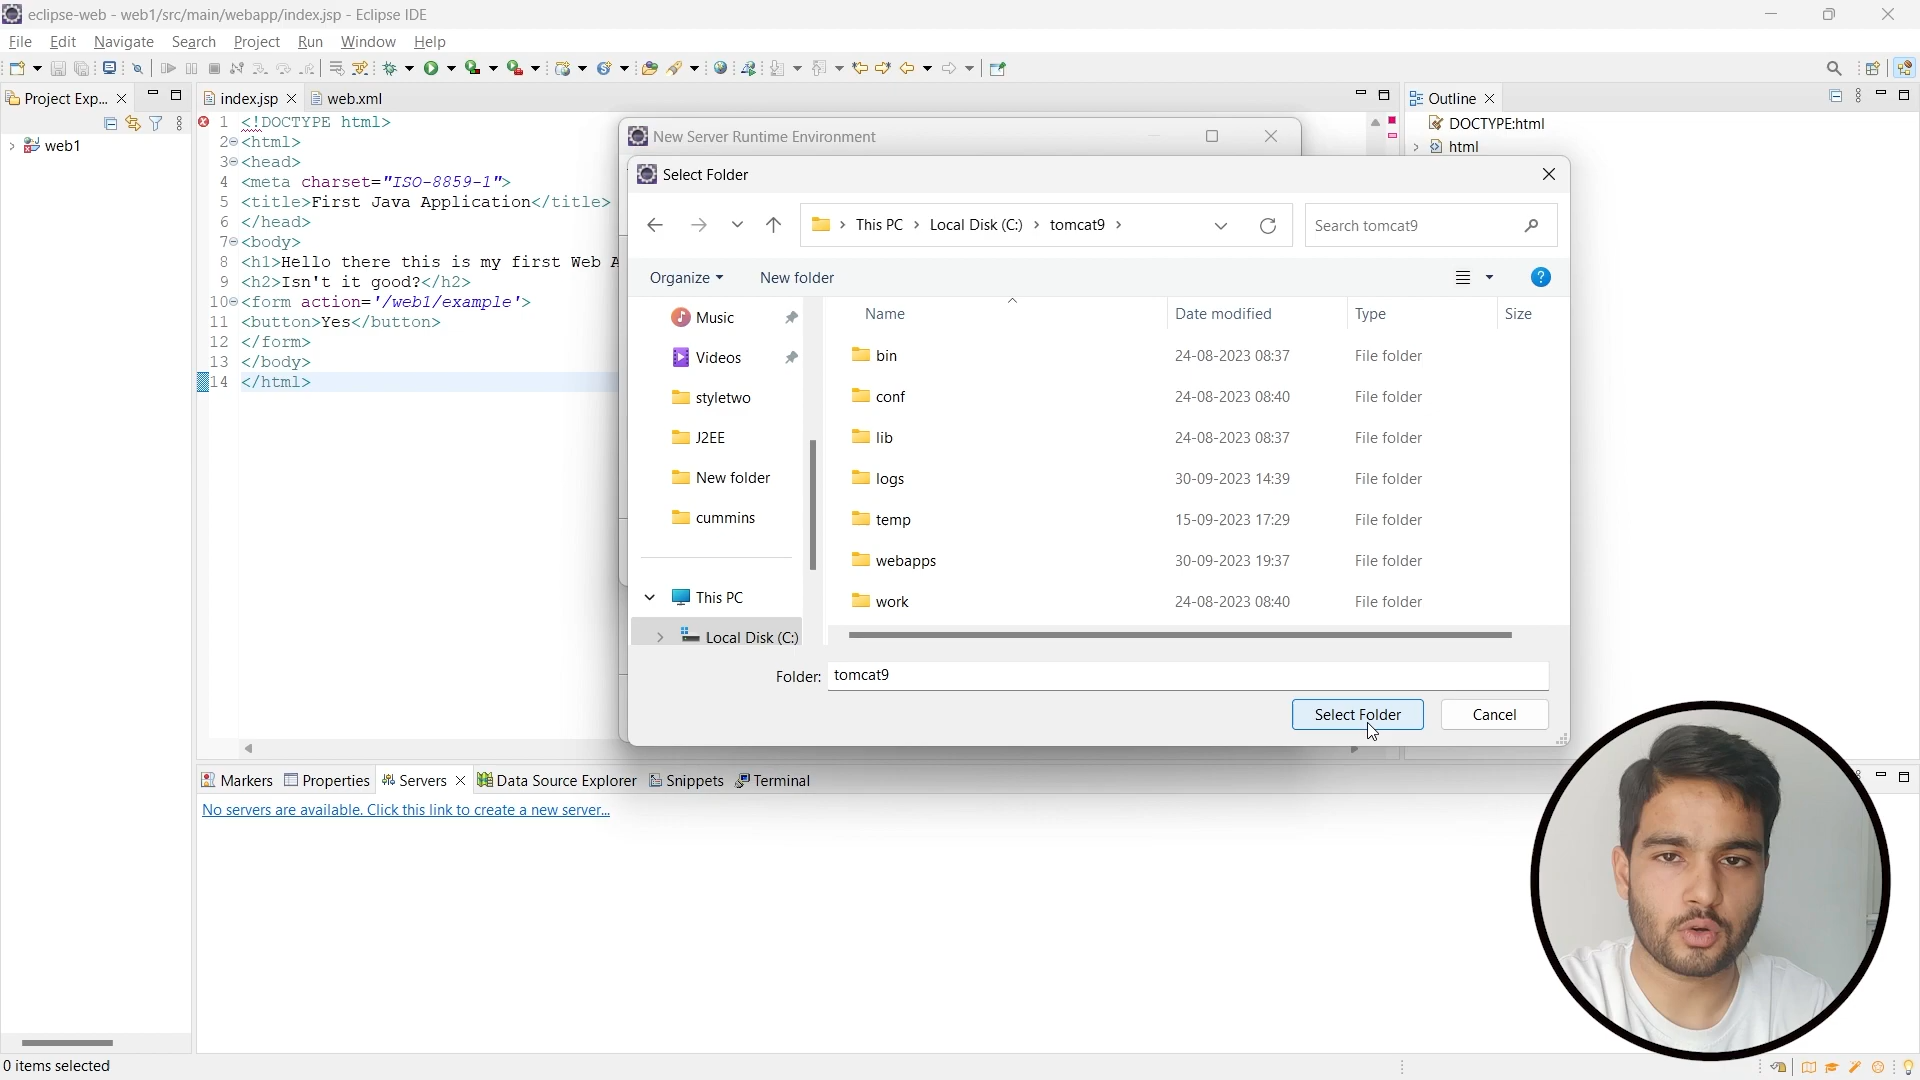 eclipse-web - web1/src/main/webapp/index.jsp - Eclipse IDE
File Edit Navigate Search Project Run Window Help
Project Exp...
web1
index.jsp
web.xml
1 <!DOCTYPE html>
2 <html>
3 <head>
4 <meta charset="ISO-8859-1">
5 <title>First Java Application</title>
6 </head>
7 <body>
8 <h1>Hello there this is my first Web A
9 <h2>Isn't it good?</h2>
10 <form action='/web1/example'>
11 <button>Yes</button>
12 </form>
13 </body>
14 </html>
Outline
DOCTYPE:html
html
New Server Runtime Environment
Select Folder
This PC > Local Disk (C:) > tomcat9 >
Search tomcat9
Organize
New folder
?
Music
Videos
styletwo
J2EE
New folder
cummins
This PC
Local Disk (C:)
Name Date modified Type Size
bin 24-08-2023 08:37 File folder
conf 24-08-2023 08:40 File folder
lib 24-08-2023 08:37 File folder
logs 30-09-2023 14:39 File folder
temp 15-09-2023 17:29 File folder
webapps 30-09-2023 19:37 File folder
work 24-08-2023 08:40 File folder
Folder: tomcat9
Select Folder
Cancel
Markers Properties Servers Data Source Explorer Snippets Terminal
No servers are available. Click this link to create a new server...
0 items selected